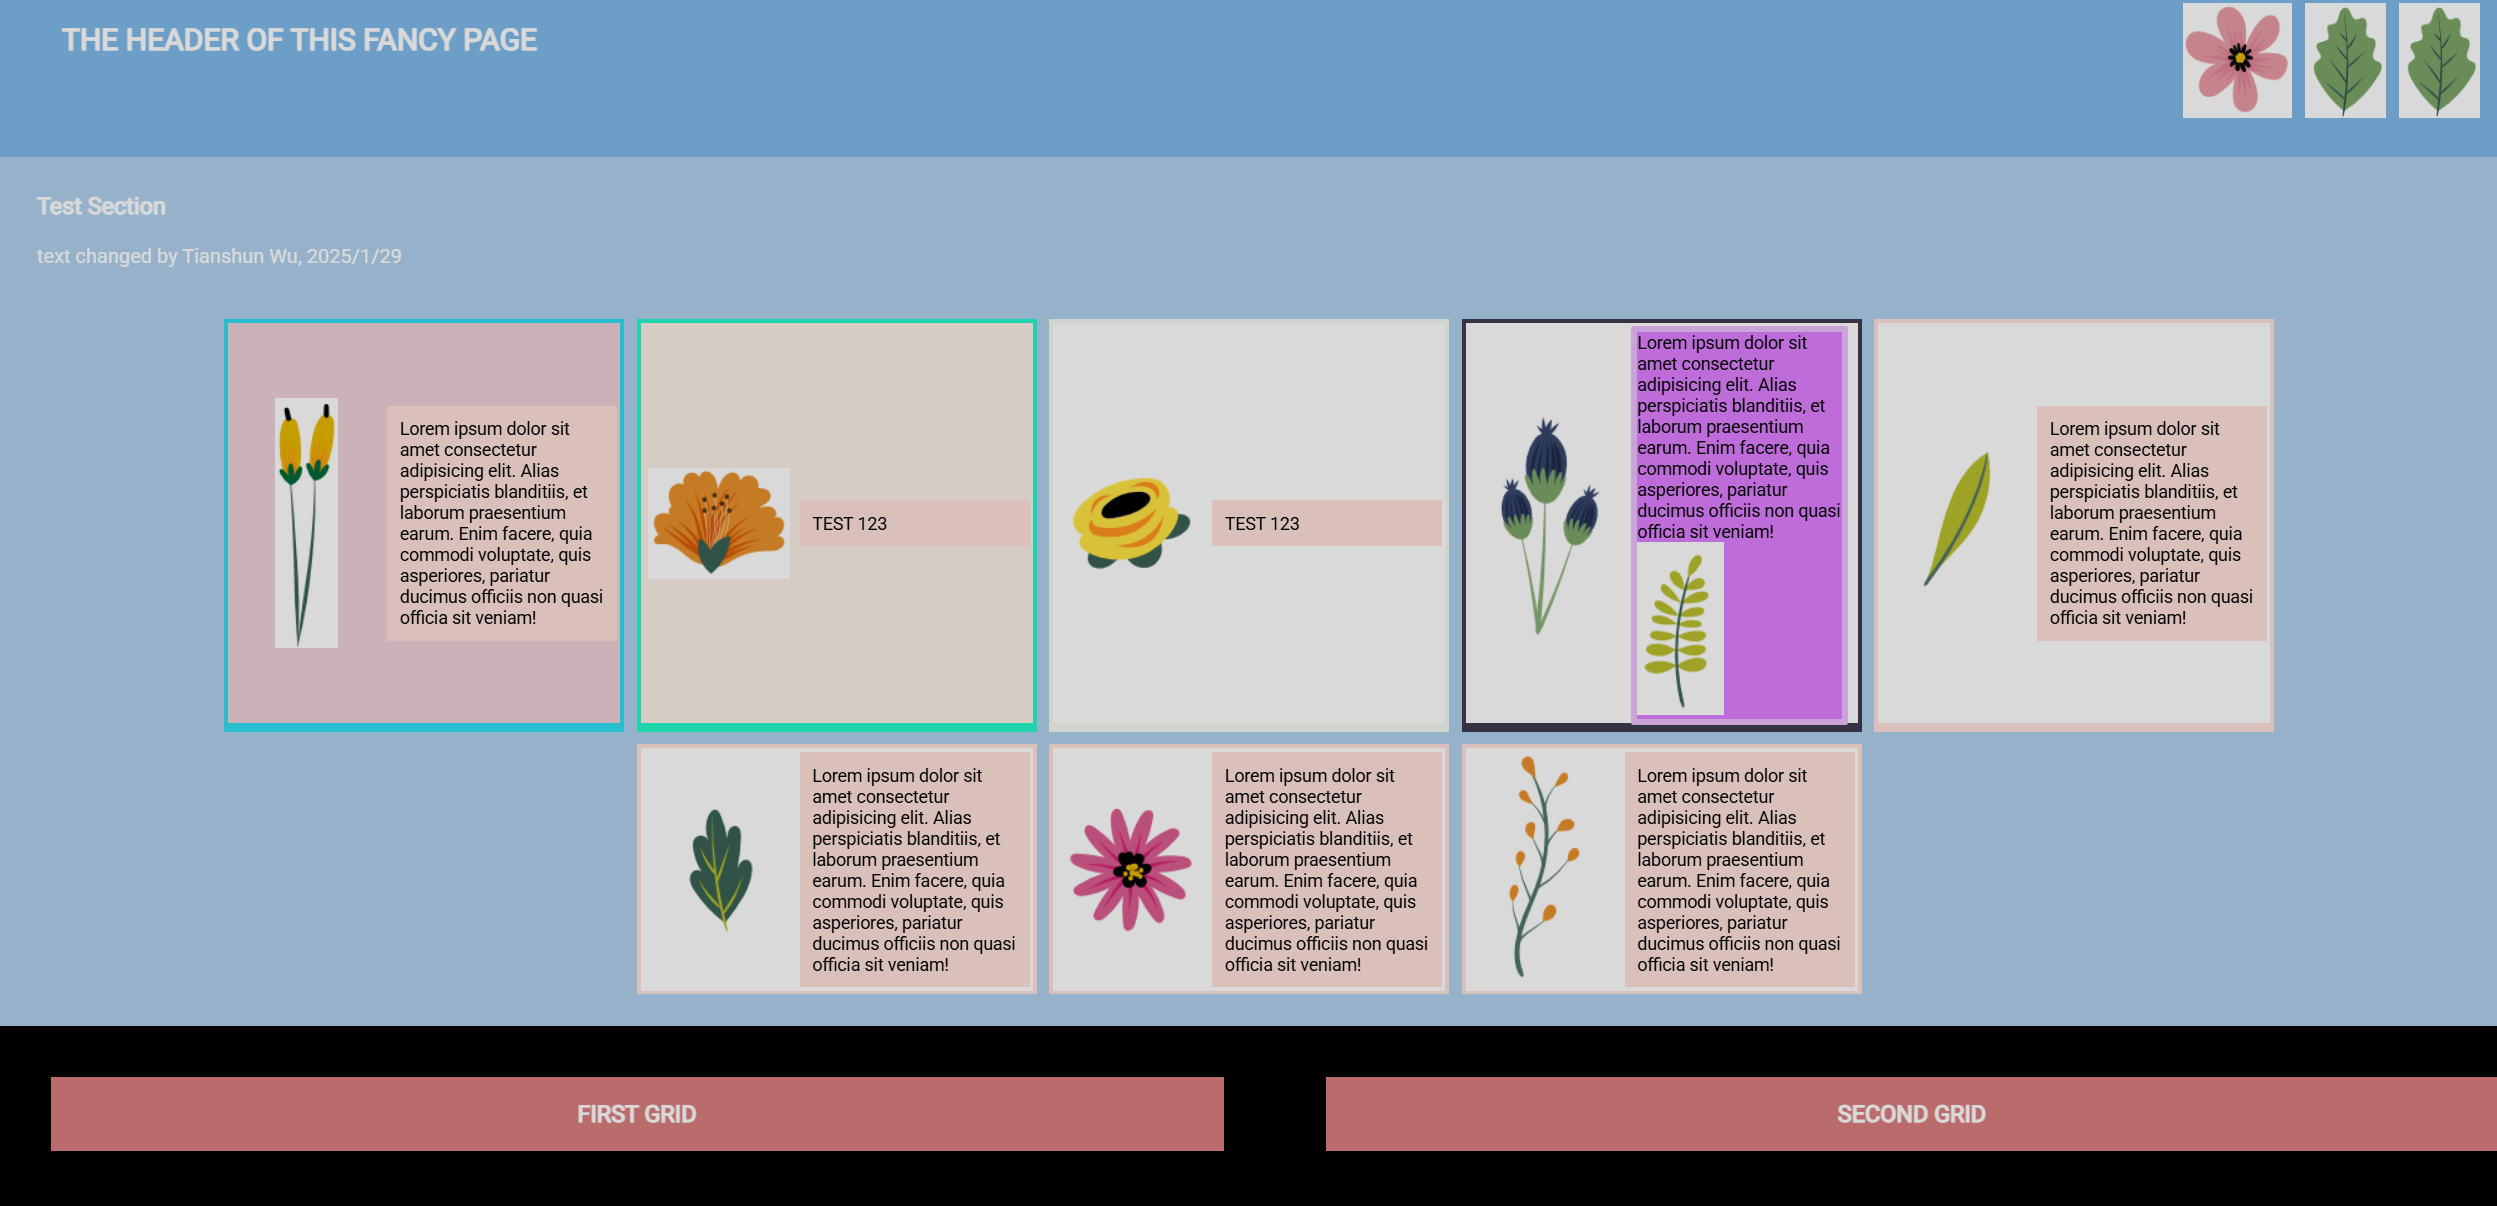 THE HEADER OF THIS FANCY PAGE
Test Section
text changed by Tianshun Wu, 2025/1/29
Lorem ipsum dolor sit
amet consectetur
adipisicing elit. Alias
perspiciatis blanditiis, et
laborum praesentium
earum. Enim facere, quia
commodi voluptate, quis
asperiores, pariatur
ducimus officiis non quasi
officia sit veniam!
TEST 123
TEST 123
Lorem ipsum dolor sit
amet consectetur
adipisicing elit. Alias
perspiciatis blanditiis, et
laborum praesentium
earum. Enim facere, quia
commodi voluptate, quis
asperiores, pariatur
ducimus officiis non quasi
officia sit veniam!
Lorem ipsum dolor sit
amet consectetur
adipisicing elit. Alias
perspiciatis blanditiis, et
laborum praesentium
earum. Enim facere, quia
commodi voluptate, quis
asperiores, pariatur
ducimus officiis non quasi
officia sit veniam!
Lorem ipsum dolor sit
amet consectetur
adipisicing elit. Alias
perspiciatis blanditiis, et
laborum praesentium
earum. Enim facere, quia
commodi voluptate, quis
asperiores, pariatur
ducimus officiis non quasi
officia sit veniam!
Lorem ipsum dolor sit
amet consectetur
adipisicing elit. Alias
perspiciatis blanditiis, et
laborum praesentium
earum. Enim facere, quia
commodi voluptate, quis
asperiores, pariatur
ducimus officiis non quasi
officia sit veniam!
Lorem ipsum dolor sit
amet consectetur
adipisicing elit. Alias
perspiciatis blanditiis, et
laborum praesentium
earum. Enim facere, quia
commodi voluptate, quis
asperiores, pariatur
ducimus officiis non quasi
officia sit veniam!
FIRST GRID
SECOND GRID